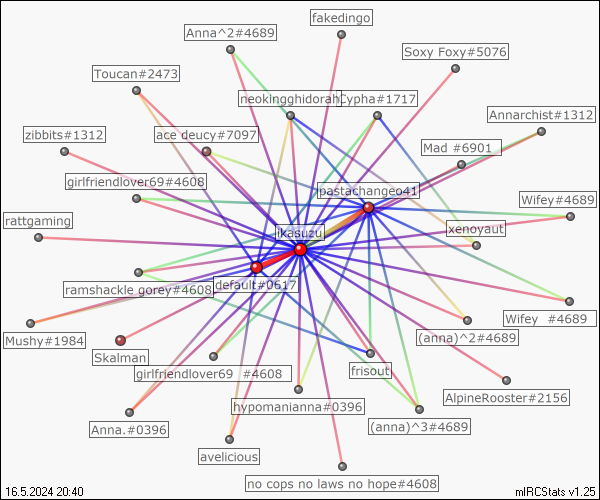 fakedingo
Anna^2#4689
Soxy Foxy#5076
Toucan#2473
neokingghidorah
Cypha#1717
Annarchist#1312
zibbits#1312
ace deucy#7097
Mad #6901
girlfriendlover69#4608
pastachangeo41
Wifey#4689
rattgaming
ikasuzu
xenoyaut
ramshackle gorey#4608
default#0617
Wifey #4689
Mushy#1984
(anna)^2#4689
Skalman
girlfriendlover69 #4608
frisout
AlpineRooster#2156
hypomanianna#0396
Anna.#0396
(anna)^3#4689
avelicious
no cops no laws no hope#4608
16.5.2024 20:40
mIRCStats v1.25